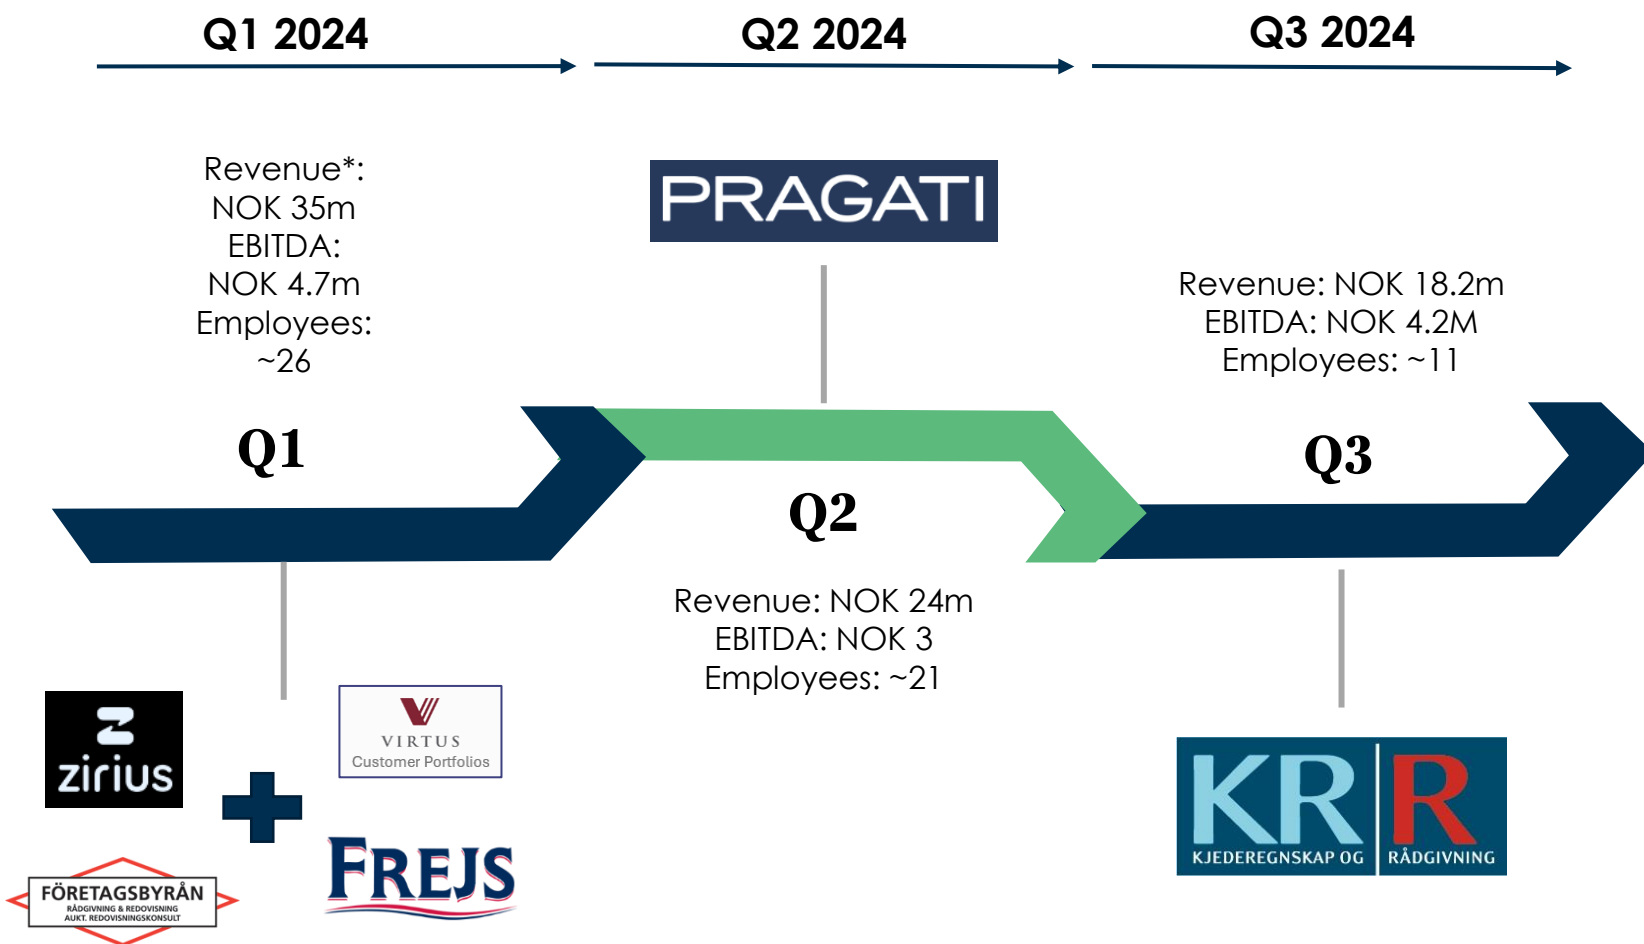 Q1 2024
Q2 2024
Q3 2024
Revenue*:
NOK 35m
EBITDA:
NOK 4.7m
Employees:
~26
PRAGATI
Revenue: NOK 18.2m
EBITDA: NOK 4.2M
Employees: ~11
Q1
Q2
Q3
Revenue: NOK 24m
EBITDA: NOK 3
Employees: ~21
zirius
VIRTUS
Customer Portfolios
FÖRETAGSBYRÅN
RÅDGIVNING & REDOVISNING
AUKT. REDOVISNINGSKONSULT
FREJS
KR R
KJEDEREGNSKAP OG RÅDGIVNING